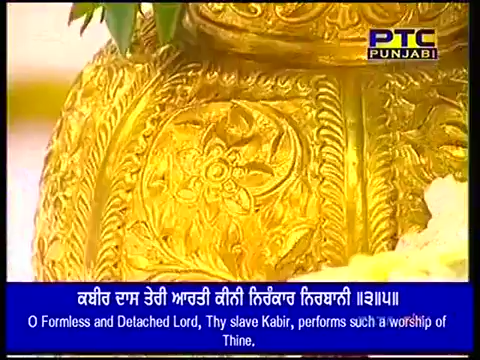 PTC
PUNJABI
ਕਬੀਰ ਦਾਸ ਤੇਰੀ ਆਰਤੀ ਕੀਨੀ ਨਿਰੰਕਾਰ ਨਿਰਬਾਨੀ ॥੩॥੫॥
O Formless and Detached Lord, Thy slave Kabir, performs such a worship of
Thine.